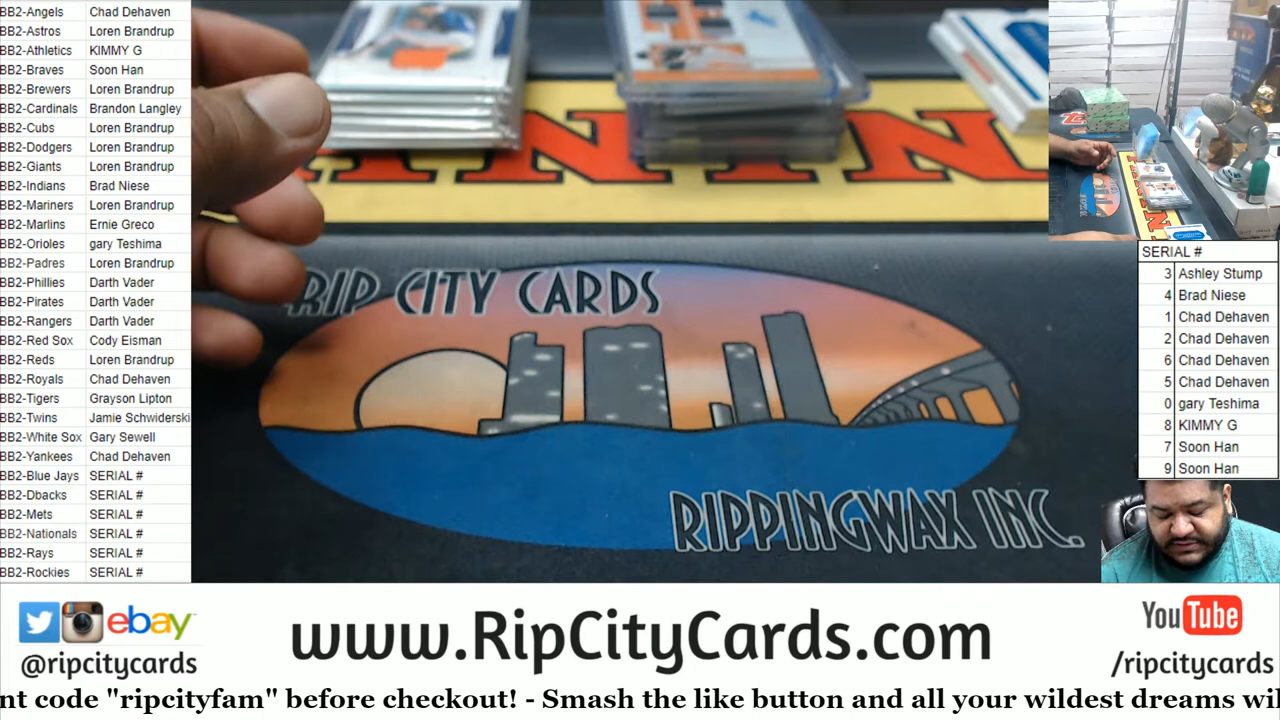 BB2-Angels Chad Dehaven
BB2-Astros Loren Brandrup
BB2-Athletics KIMMY G
BB2-Braves Soon Han
BB2-Brewers Loren Brandrup
BB2-Cardinals Brandon Langley
BB2-Cubs Loren Brandrup
BB2-Dodgers Loren Brandrup
BB2-Giants Loren Brandrup
BB2-Indians Brad Niese
BB2-Mariners Loren Brandrup
BB2-Marlins Ernie Greco
BB2-Orioles gary Teshima
BB2-Padres Loren Brandrup
BB2-Phillies Darth Vader
BB2-Pirates Darth Vader
BB2-Rangers Darth Vader
BB2-Red Sox Cody Eisman
BB2-Reds Loren Brandrup
BB2-Royals Chad Dehaven
BB2-Tigers Grayson Lipton
BB2-Twins Jamie Schwiderski
BB2-White Sox Gary Sewell
BB2-Yankees Chad Dehaven
BB2-Blue Jays SERIAL #
BB2-Dbacks SERIAL #
BB2-Mets SERIAL #
BB2-Nationals SERIAL #
BB2-Rays SERIAL #
BB2-Rockies SERIAL #
RIP CITY CARDS
RIPPINGWAX INC.
SERIAL #
3 Ashley Stump
4 Brad Niese
1 Chad Dehaven
2 Chad Dehaven
6 Chad Dehaven
5 Chad Dehaven
0 gary Teshima
8 KIMMY G
7 Soon Han
9 Soon Han
ebay
@ripcitycards
www.RipCityCards.com
YouTube
/ripcitycards
nt code "ripcityfam" before checkout! - Smash the like button and all your wildest dreams wil